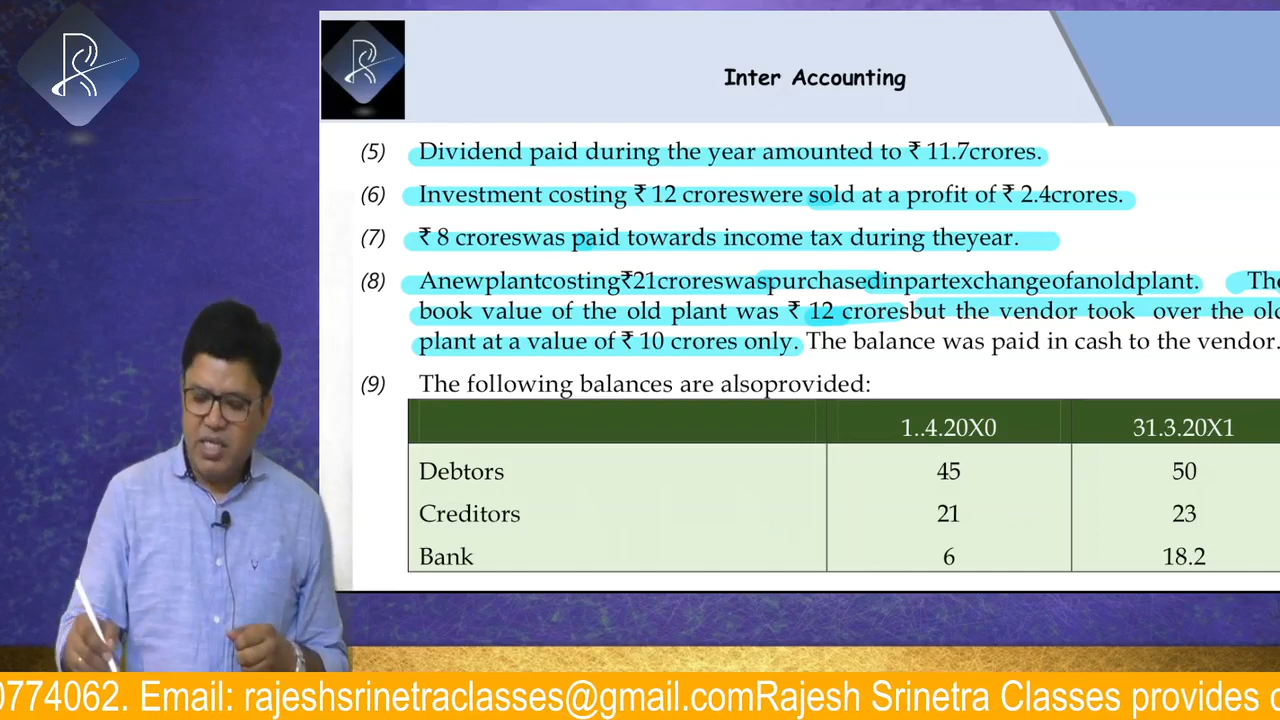 Inter Accounting
(5) Dividend paid during the year amounted to ₹ 11.7crores.
(6) Investment costing ₹ 12 croreswere sold at a profit of ₹ 2.4crores.
(7) ₹ 8 croreswas paid towards income tax during theyear.
(8) Anewplantcosting₹21croreswaspurchasedinpartexchangeofanoldplant.
book value of the old plant was ₹ 12 croresbut the vendor took over the
plant at a value of ₹ 10 crores only. The balance was paid in cash to the vendor.
(9) The following balances are alsoprovided:
1..4.20X0 31.3.20X1
Debtors 45 50
Creditors 21 23
Bank 6 18.2
0774062. Email: rajeshsrinetraclasses@gmail.comRajesh Srinetra Classes provides